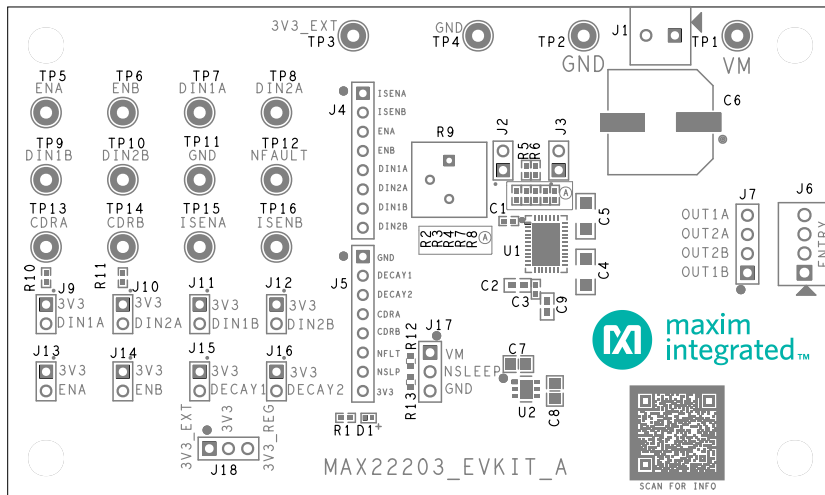 3V3_EXT
TP3
GND
TP4
TP2
GND
J1
TP1
VM
TP5
ENA
TP6
ENB
TP7
DIN1A
TP8
DIN2A
J4
ISENA
ISENB
ENA
ENB
DIN1A
DIN2A
DIN1B
DIN2B
R9
J2
R5
R6
J3
C6
TP9
DIN1B
TP10
DIN2B
TP11
GND
TP12
NFAULT
A
TP13
CDRA
TP14
CDRB
TP15
ISENA
TP16
ISENB
R2
R3
R4
R7
R8
A
C1
U1
C5
C4
C2
C3
C9
J7
OUT1A
OUT2A
OUT2B
OUT1B
J6
ENTRY
R10
R11
J9
3V3
DIN1A
J10
3V3
DIN2A
J11
3V3
DIN1B
J12
3V3
DIN2B
J5
GND
DECAY1
DECAY2
CDRA
CDRB
NFLT
NSLP
3V3
J17
VM
NSLEEP
GND
R12
R13
C7
U2
C8
maxim
integrated™
J13
3V3
ENA
J14
3V3
ENB
J15
3V3
DECAY1
J16
3V3
DECAY2
3V3_EXT
3V3
3V3_REG
J18
R1
D1
+
MAX22203_EVKIT_A
SCAN FOR INFO